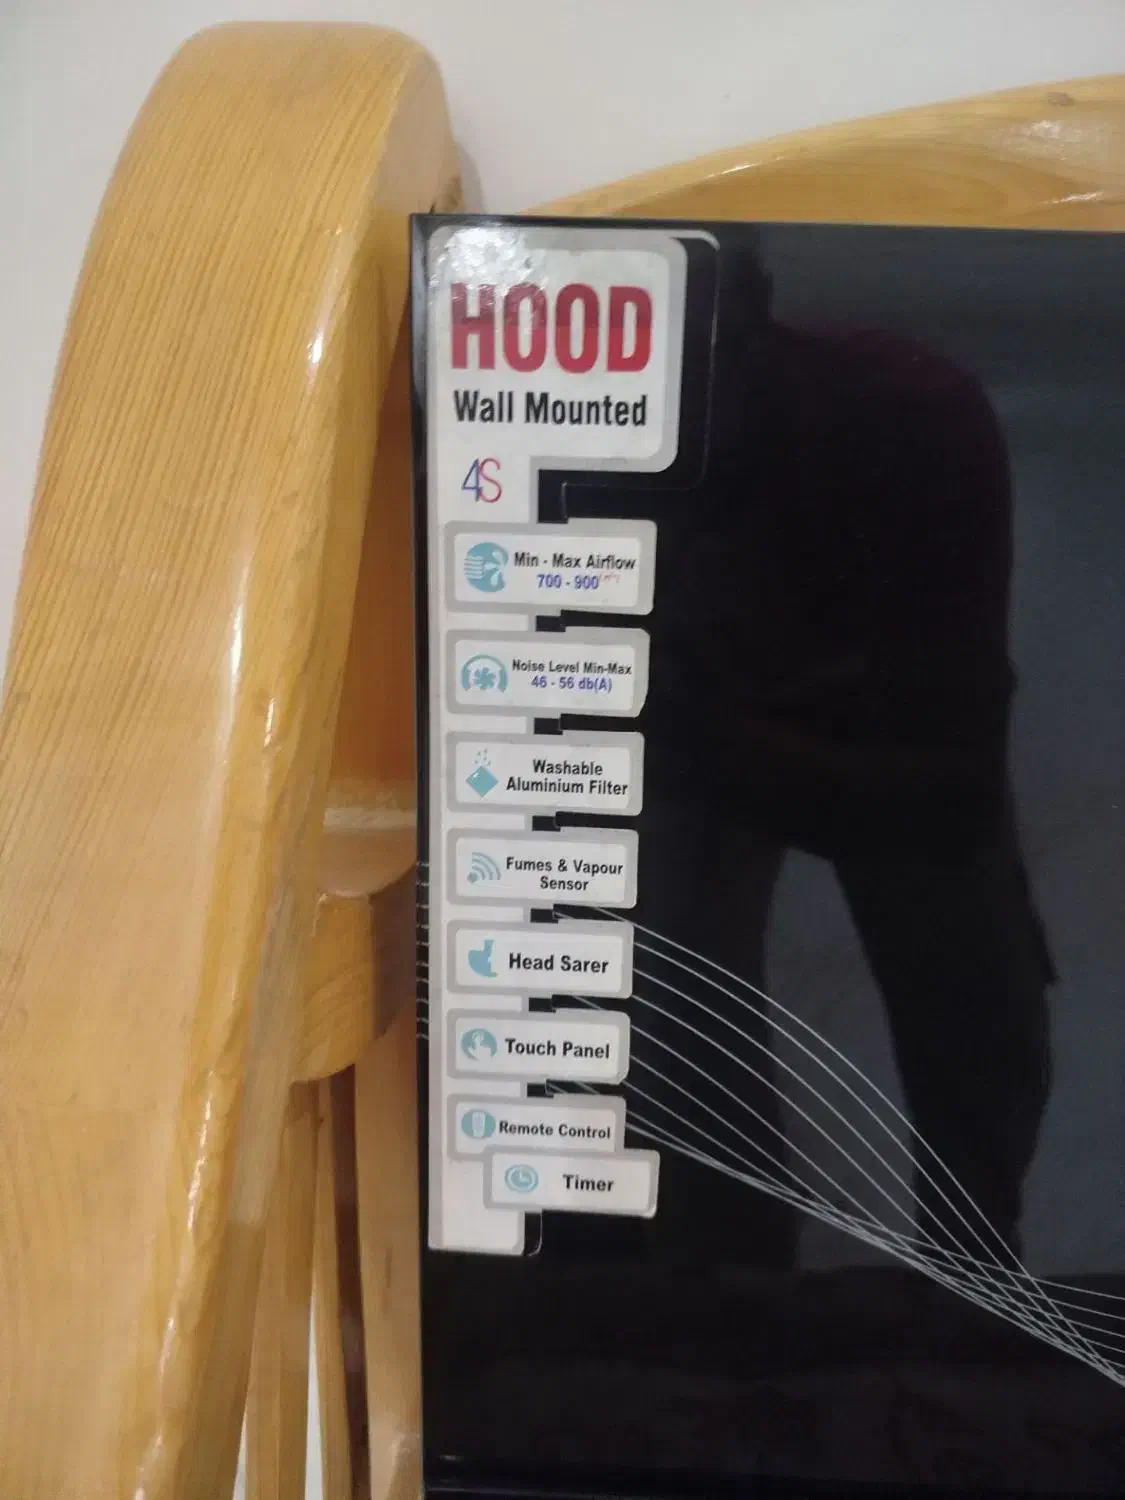 HOOD
Wall Mounted
4S
Min - Max Airflow
700 - 900
Noise Level Min-Max
46 - 56 db(A)
Washable
Aluminium Filter
Fumes & Vapour
Sensor
Head Sarer
Touch Panel
Remote Control
Timer